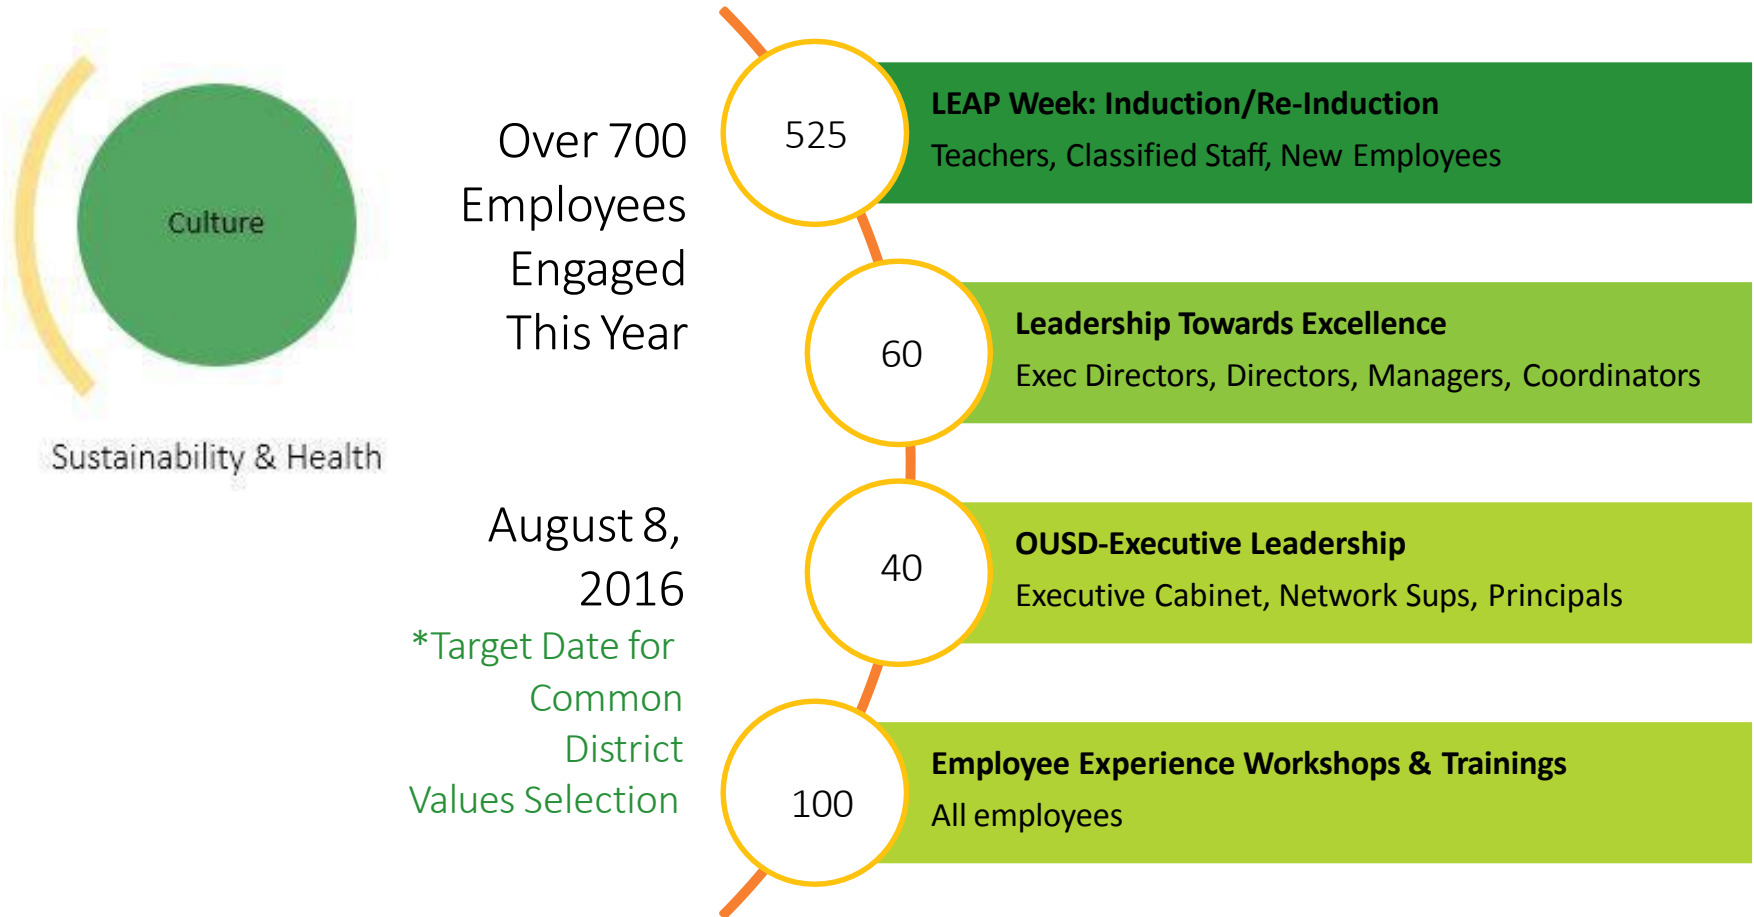 Culture
Sustainability & Health
Over 700
Employees
Engaged
This Year
August 8,
2016
*Target Date for
Common
District
Values Selection
525
LEAP Week: Induction/Re-Induction
Teachers, Classified Staff, New Employees
60
Leadership Towards Excellence
Exec Directors, Directors, Managers, Coordinators
40
OUSD-Executive Leadership
Executive Cabinet, Network Sups, Principals
100
Employee Experience Workshops & Trainings
All employees